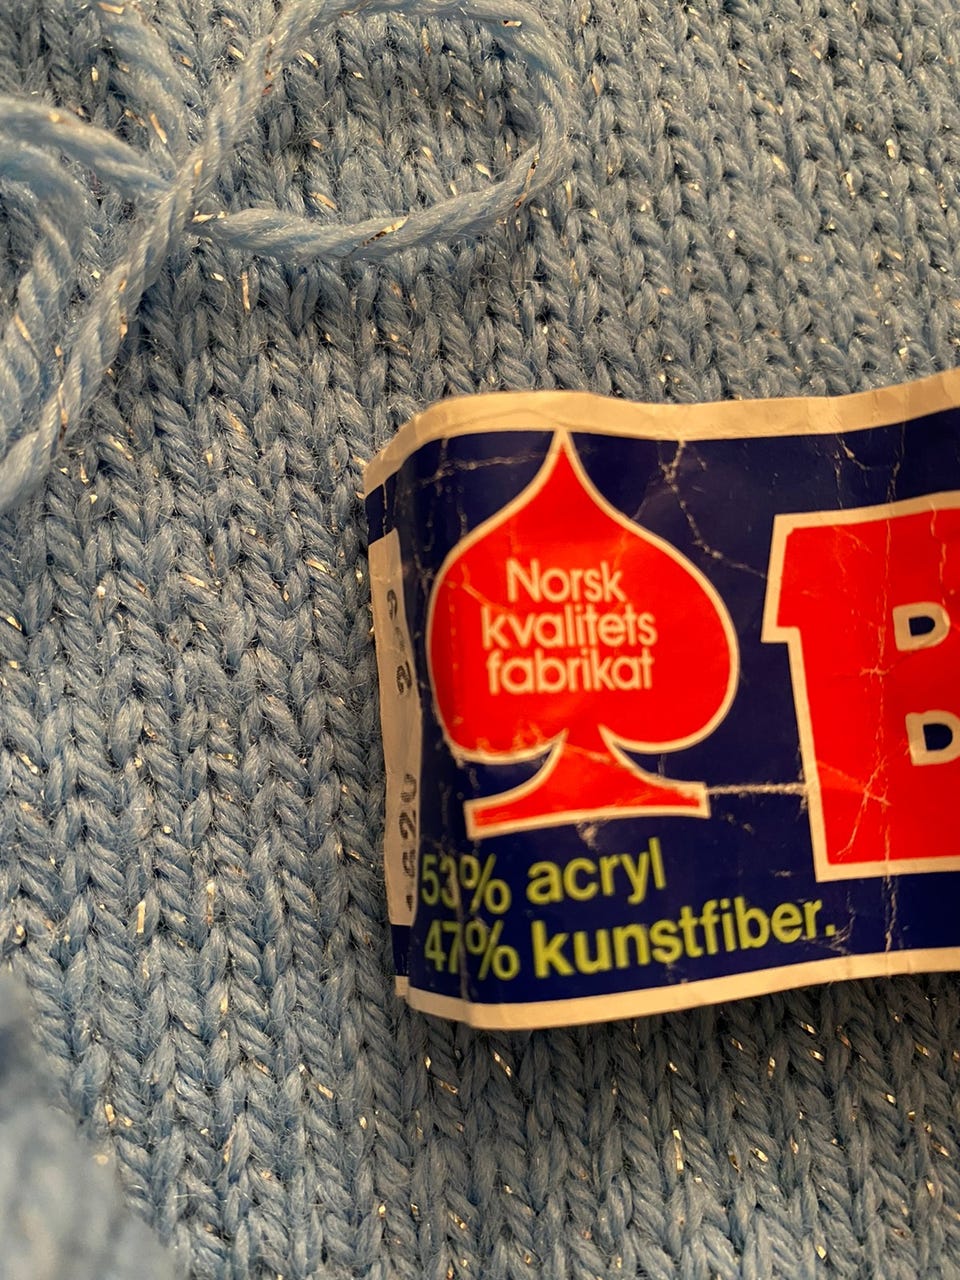 Norsk
kvalitets
fabrikat
B
53% acryl
47% kunstfiber.